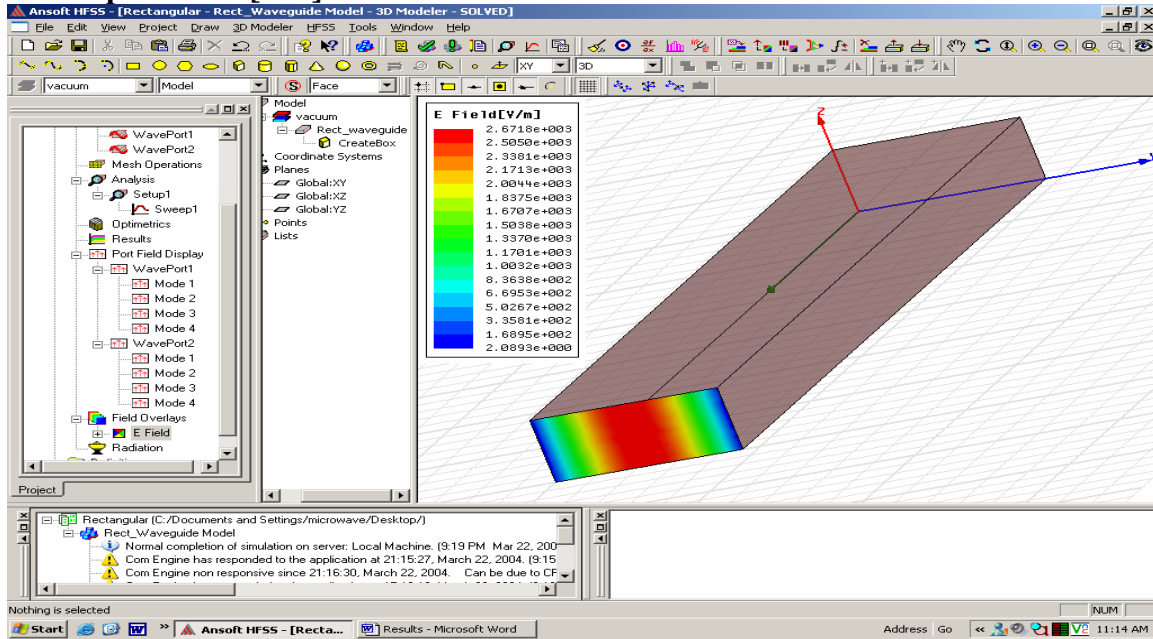 Ansoft HFSS - [Rectangular - Rect_Waveguide Model - 3D Modeler - SOLVED]
File Edit View Project Draw 3D Modeler HFSS Tools Window Help
XY 3D
vacuum Model Face
WavePort1
WavePort2
Mesh Operations
Analysis
Setup1
Sweep1
Optimetrics
Results
Port Field Display
WavePort1
Mode 1
Mode 2
Mode 3
Mode 4
WavePort2
Mode 1
Mode 2
Mode 3
Mode 4
Field Overlays
E Field
Radiation
Project
Model
vacuum
Rect_waveguide
CreateBox
Coordinate Systems
Planes
Global:XY
Global:XZ
Global:YZ
Points
Lists
E Field[V/m]
2.6718e+003
2.5050e+003
2.3381e+003
2.1713e+003
2.0044e+003
1.8375e+003
1.6707e+003
1.5038e+003
1.3370e+003
1.1701e+003
1.0032e+003
8.3638e+002
6.6953e+002
5.0267e+002
3.3581e+002
1.6895e+002
2.0893e+000
Z
Rectangular (C:/Documents and Settings/microwave/Desktop/)
Rect_Waveguide Model
Normal completion of simulation on server: Local Machine. (9:19 PM Mar 22, 200
Com Engine has responded to the application at 21:15:27, March 22, 2004. (9:15
Com Engine non responsive since 21:16:30, March 22, 2004. Can be due to CF
Nothing is selected
NUM
Start Ansoft HFSS - [Recta... Results - Microsoft Word Address Go 11:14 AM